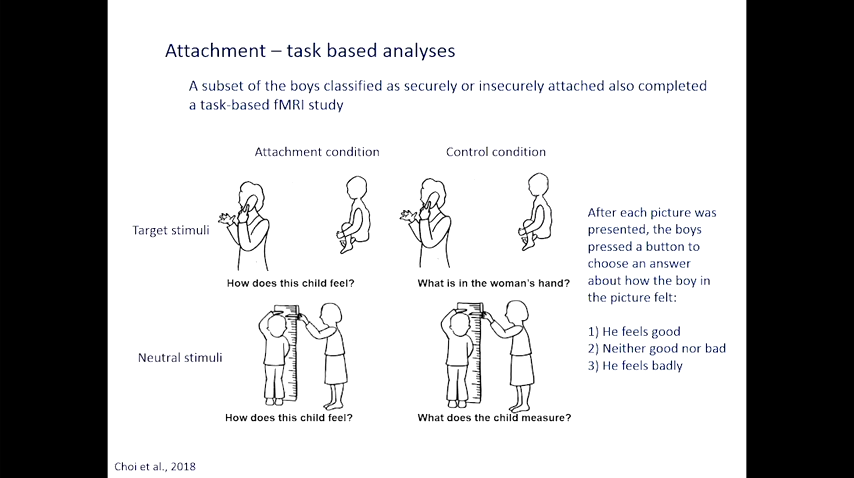 Attachment – task based analyses
A subset of the boys classified as securely or insecurely attached also completed
a task-based fMRI study
Attachment condition
Control condition
Target stimuli
How does this child feel?
What is in the woman's hand?
Neutral stimuli
How does this child feel?
What does the child measure?
After each picture was
presented, the boys
pressed a button to
choose an answer
about how the boy in
the picture felt:
1) He feels good
2) Neither good nor bad
3) He feels badly
Choi et al., 2018